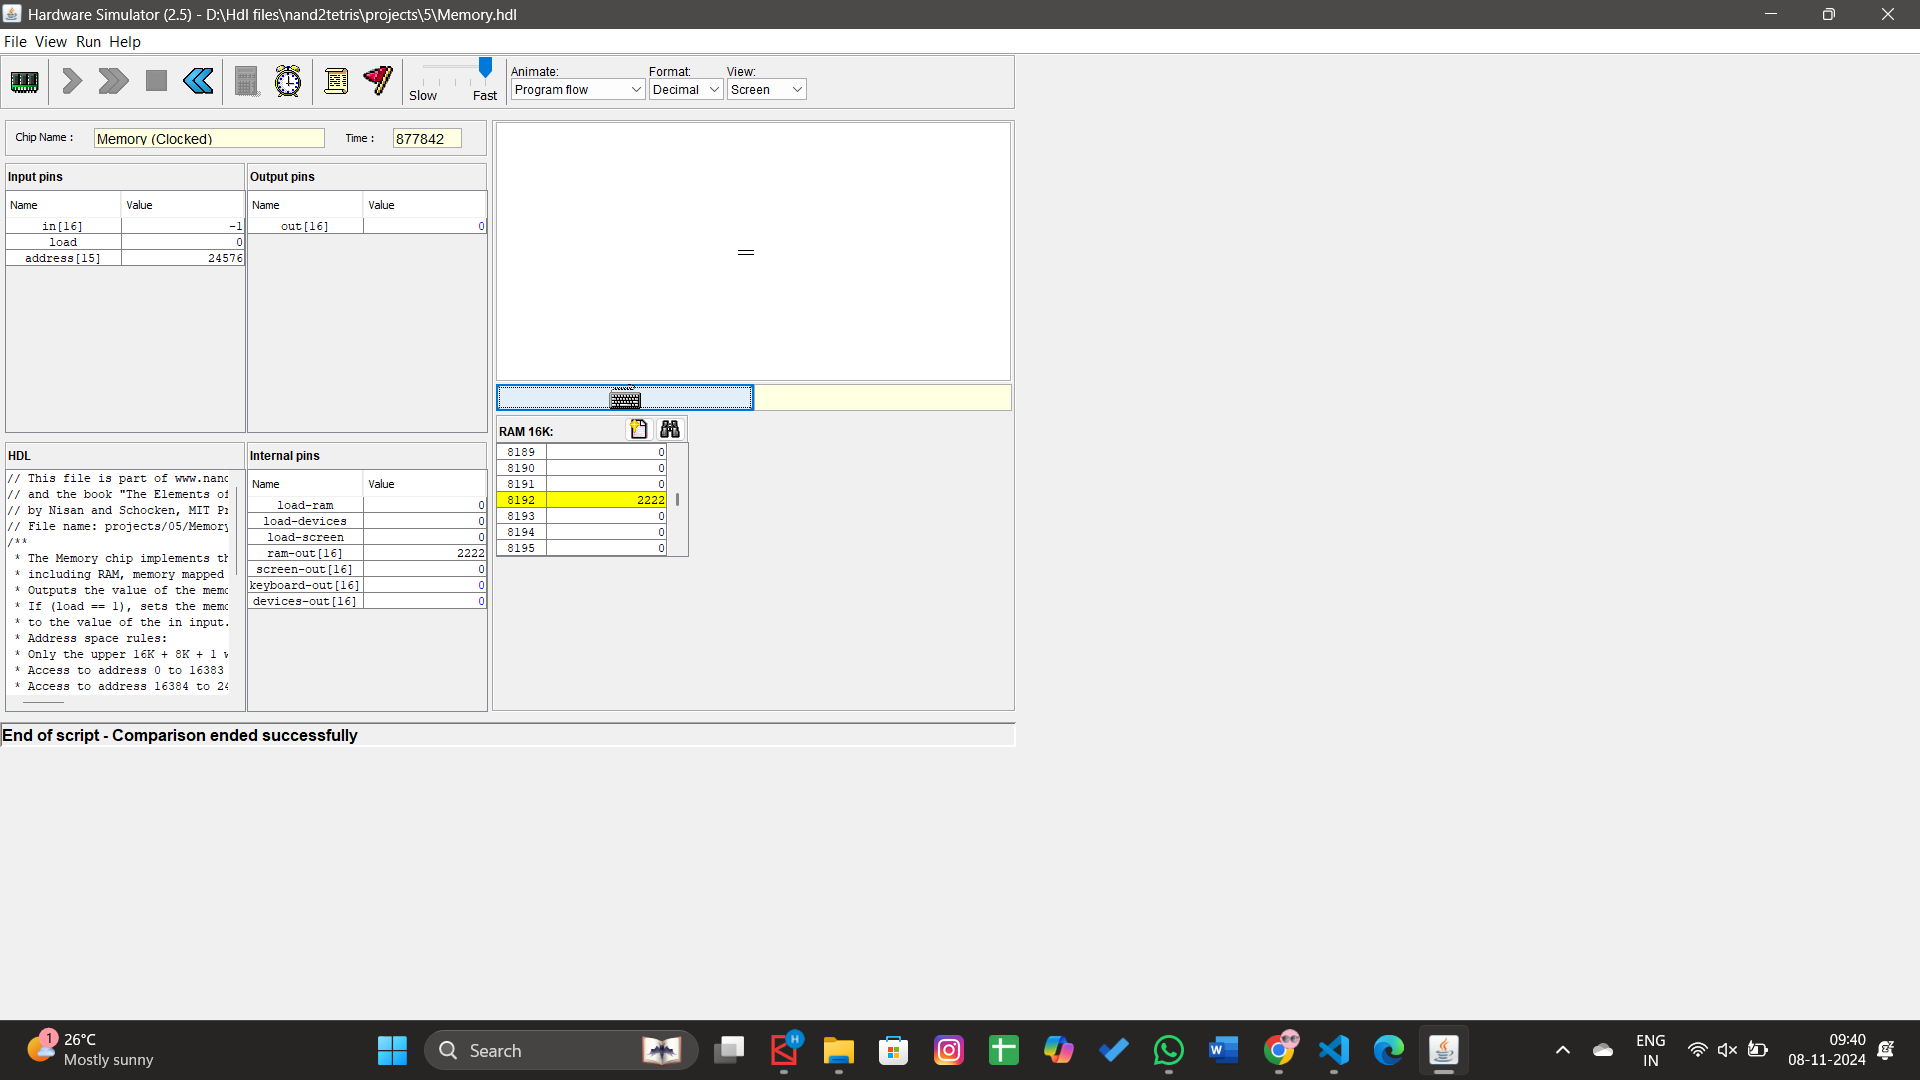 Hardware Simulator (2.5) - D:\Hdl files\nand2tetris\projects\5\Memory.hdl
File View Run Help
Slow Fast
Animate: Format: View:
Program flow Decimal Screen
Chip Name : Memory (Clocked) Time : 877842
Input pins
Name Value
in[16] -1
load 0
address[15] 24576
Output pins
Name Value
out[16] 0
RAM 16K:
8189 0
8190 0
8191 0
8192 2222
8193 0
8194 0
8195 0
HDL
// This file is part of www.nanc
// and the book "The Elements of
// by Nisan and Schocken, MIT Pr
// File name: projects/05/Memory
/**
* The Memory chip implements th
* including RAM, memory mapped
* Outputs the value of the memo
* If (load == 1), sets the memo
* to the value of the in input.
* Address space rules:
* Only the upper 16K + 8K + 1 w
* Access to address 0 to 16383
* Access to address 16384 to 24
Internal pins
Name Value
load-ram 0
load-devices 0
load-screen 0
ram-out[16] 2222
screen-out[16] 0
keyboard-out[16] 0
devices-out[16] 0
End of script - Comparison ended successfully
1
26°C
Mostly sunny
Search
H
ENG
IN
09:40
08-11-2024